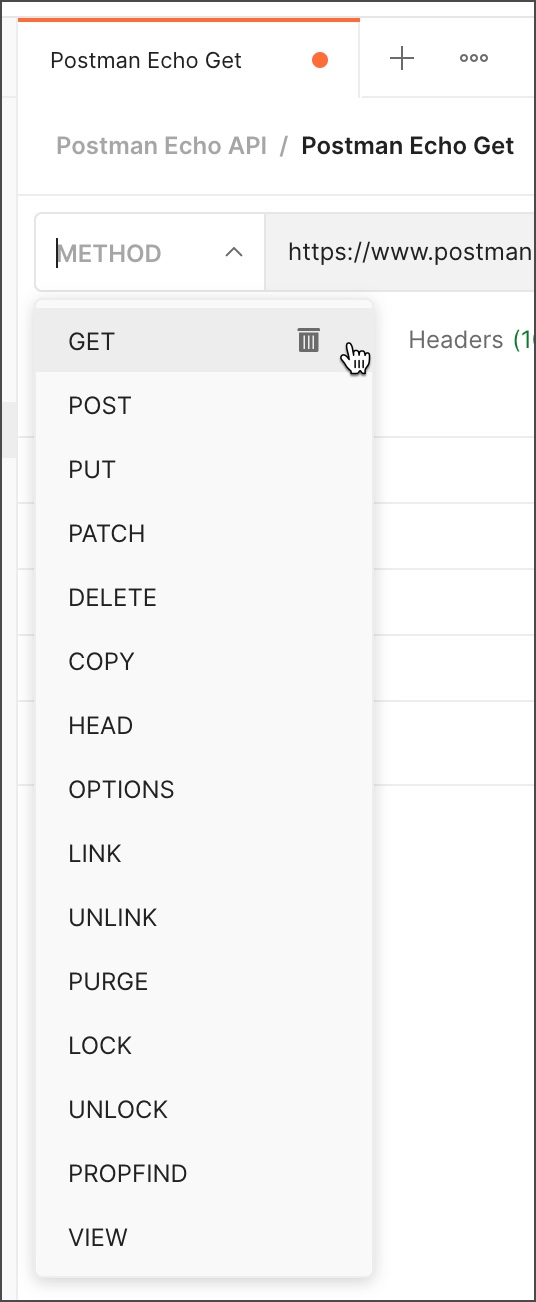 Postman Echo Get
Postman Echo API / Postman Echo Get
METHOD
https://www.postman
GET
Headers (1
POST
PUT
PATCH
DELETE
COPY
HEAD
OPTIONS
LINK
UNLINK
PURGE
LOCK
UNLOCK
PROPFIND
VIEW